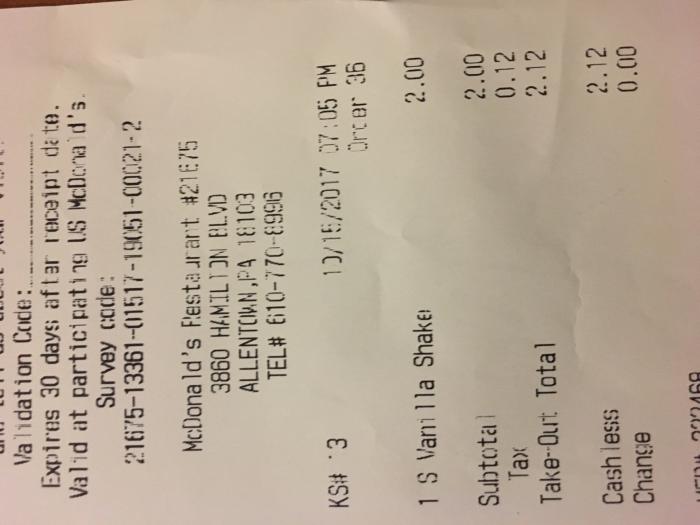 Validation Code:
Expires 30 days after receipt date.
Valid at participating US McDonald's.
Survey code:
21675-13361-01517-19051-00021-2
McDonald's Restaurant #21675
3860 HAMILTON BLVD
ALLENTOWN,PA 18103
TEL# 610-770-8996
KS# 13 10/15/2017 07:05 PM
Order 36
1 S Vanilla Shake 2.00
Subtotal 2.00
Tax 0.12
Take-Out Total 2.12
Cashless 2.12
Change 0.00